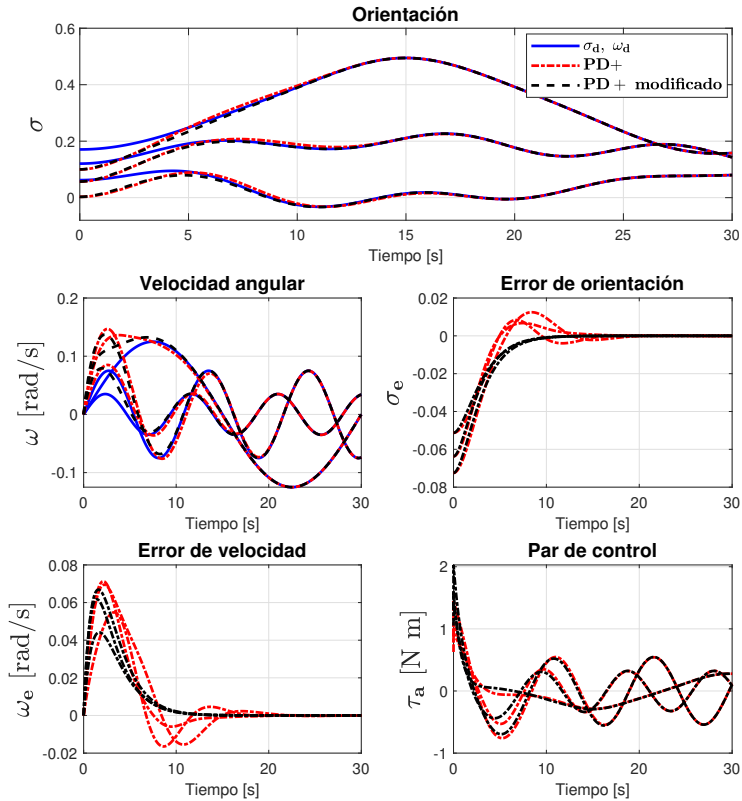 Orientación
0.6
0.4
0.2
0
σ
σd, ωd
PD+
PD+ modificado
0 5 10 15 20 25 30
Tiempo [s]
Velocidad angular
0.2
0.1
0
-0.1
ω [rad/s]
0 10 20 30
Tiempo [s]
Error de orientación
0.02
0
-0.02
-0.04
-0.06
-0.08
σe
0 10 20 30
Tiempo [s]
Error de velocidad
0.08
0.06
0.04
0.02
0
-0.02
ωe [rad/s]
0 10 20 30
Tiempo [s]
Par de control
2
1
0
-1
τa [N m]
0 10 20 30
Tiempo [s]